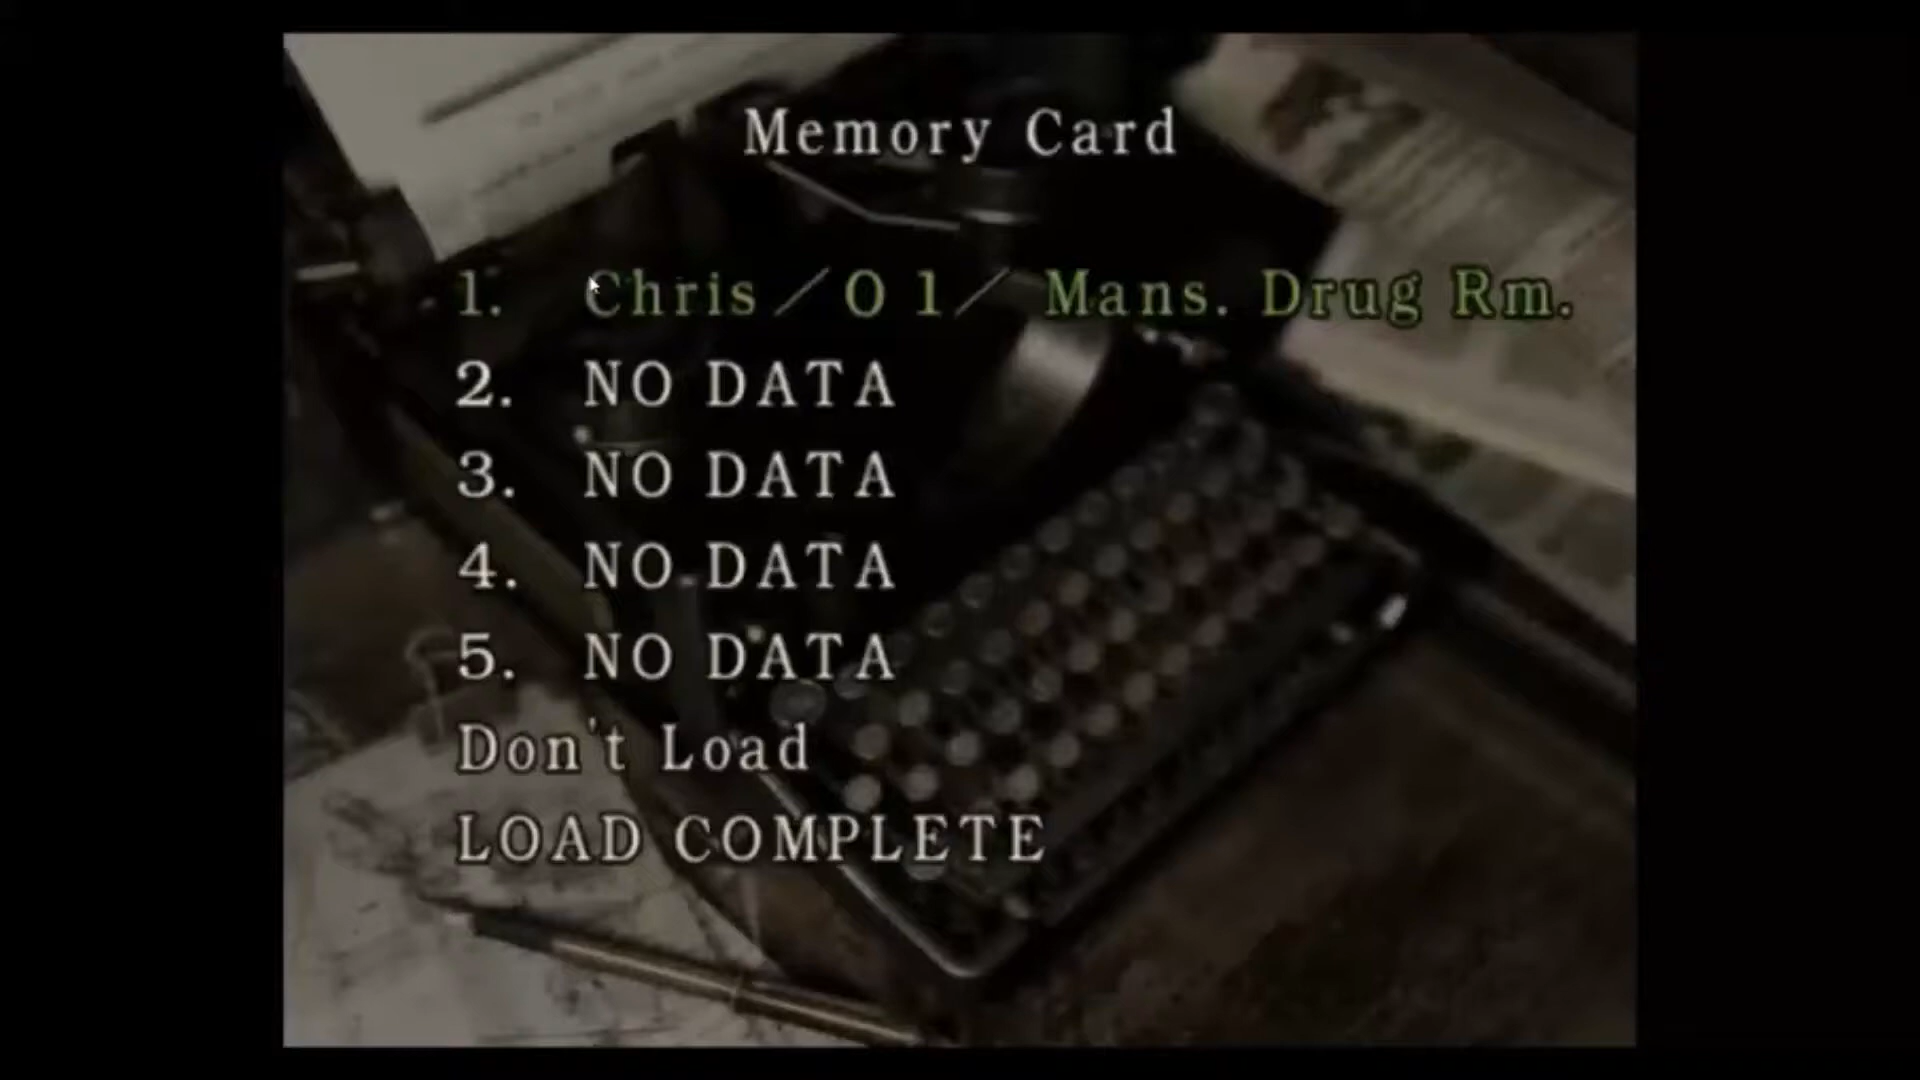 Memory Card
1. Chris/01/ Mans. Drug Rm.
2. NO DATA
3. NO DATA
4. NO DATA
5. NO DATA
Don't Load
LOAD COMPLETE